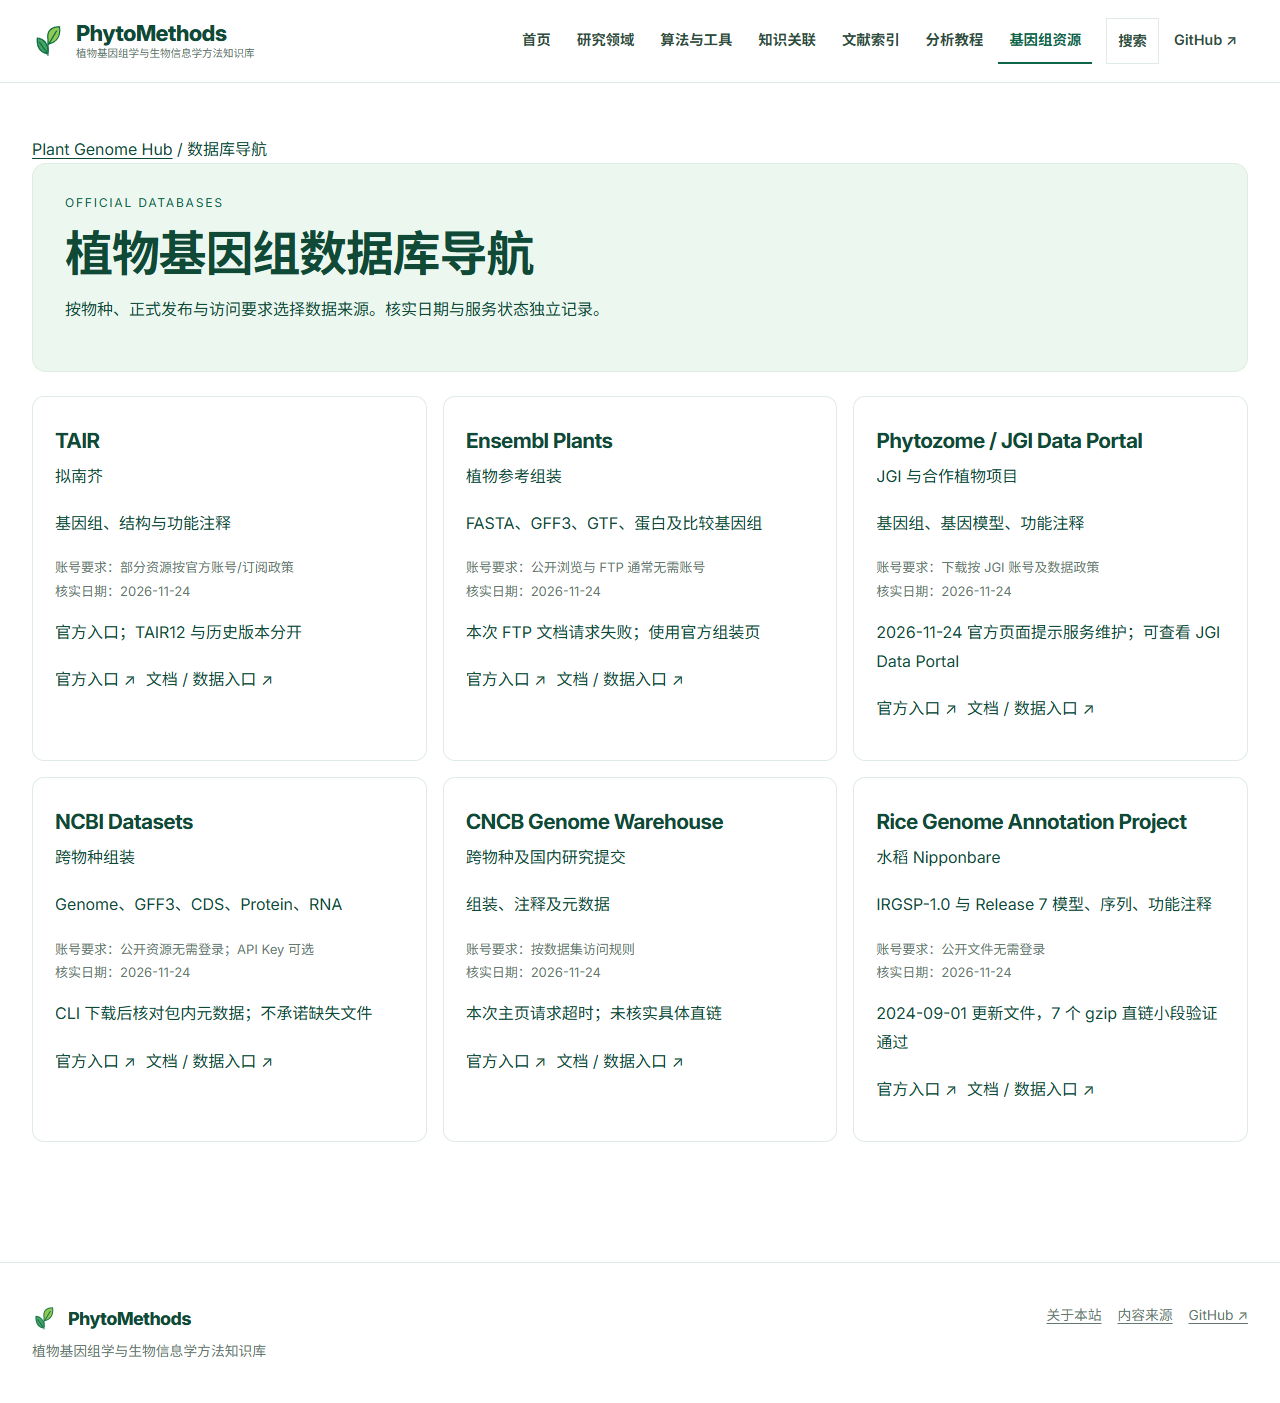 PhytoMethods
植物基因组学与生物信息学方法知识库
首页 研究领域 算法与工具 知识关联 文献索引 分析教程 基因组资源 搜索 GitHub ↗
Plant Genome Hub / 数据库导航
OFFICIAL DATABASES
植物基因组数据库导航
按物种、正式发布与访问要求选择数据来源。核实日期与服务状态独立记录。
TAIR
拟南芥
基因组、结构与功能注释
账号要求：部分资源按官方账号/订阅政策
核实日期：2026-11-24
官方入口；TAIR12 与历史版本分开
官方入口 ↗ 文档 / 数据入口 ↗
Ensembl Plants
植物参考组装
FASTA、GFF3、GTF、蛋白及比较基因组
账号要求：公开浏览与 FTP 通常无需账号
核实日期：2026-11-24
本次 FTP 文档请求失败；使用官方组装页
官方入口 ↗ 文档 / 数据入口 ↗
Phytozome / JGI Data Portal
JGI 与合作植物项目
基因组、基因模型、功能注释
账号要求：下载按 JGI 账号及数据政策
核实日期：2026-11-24
2026-11-24 官方页面提示服务维护；可查看 JGI
Data Portal
官方入口 ↗ 文档 / 数据入口 ↗
NCBI Datasets
跨物种组装
Genome、GFF3、CDS、Protein、RNA
账号要求：公开资源无需登录；API Key 可选
核实日期：2026-11-24
CLI 下载后核对包内元数据；不承诺缺失文件
官方入口 ↗ 文档 / 数据入口 ↗
CNCB Genome Warehouse
跨物种及国内研究提交
组装、注释及元数据
账号要求：按数据集访问规则
核实日期：2026-11-24
本次主页请求超时；未核实具体直链
官方入口 ↗ 文档 / 数据入口 ↗
Rice Genome Annotation Project
水稻 Nipponbare
IRGSP-1.0 与 Release 7 模型、序列、功能注释
账号要求：公开文件无需登录
核实日期：2026-11-24
2024-09-01 更新文件，7 个 gzip 直链小段验证
通过
官方入口 ↗ 文档 / 数据入口 ↗
PhytoMethods
植物基因组学与生物信息学方法知识库
关于本站 内容来源 GitHub ↗